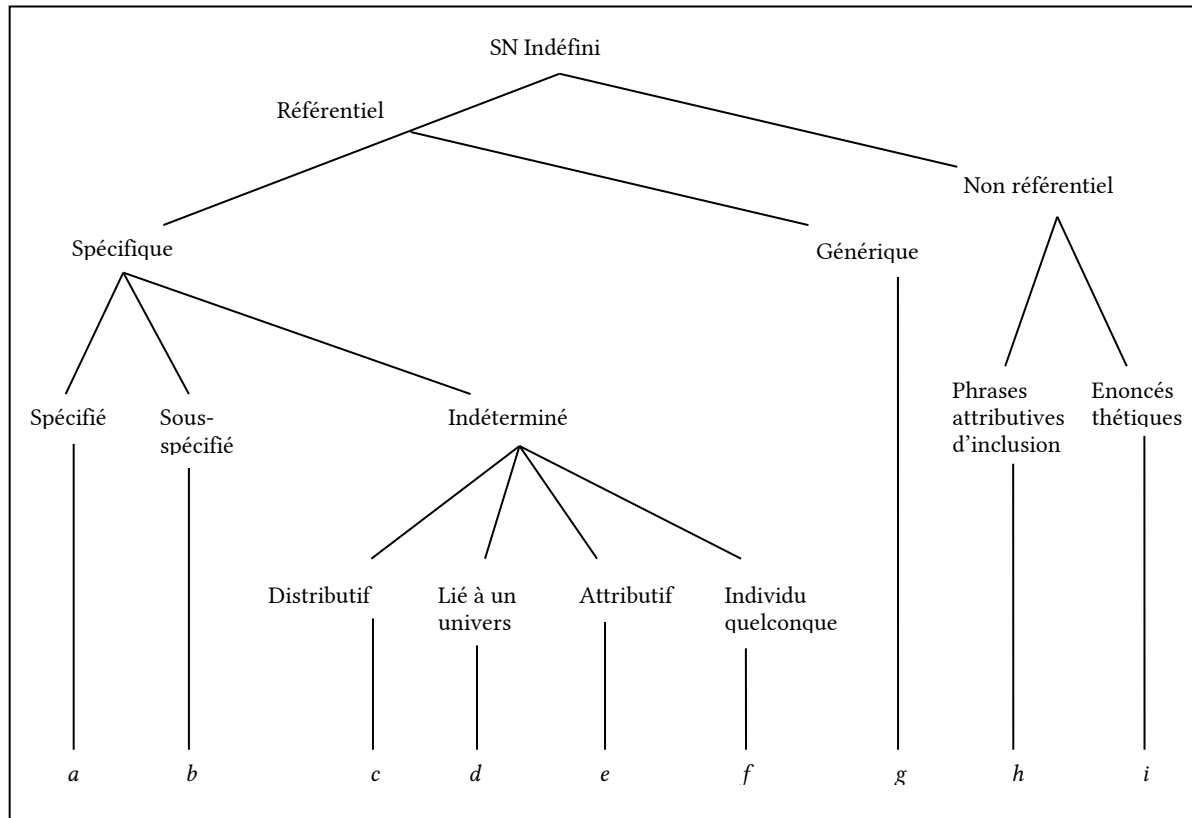 SN Indéfini
Référentiel
Non référentiel
Spécifique
Générique
Spécifié
Sous-
spécifié
Indéterminé
Phrases
attributives
d’inclusion
Enoncés
thétiques
Distributif
Lié à un
univers
Attributif
Individu
quelconque
a b c d e f g h i